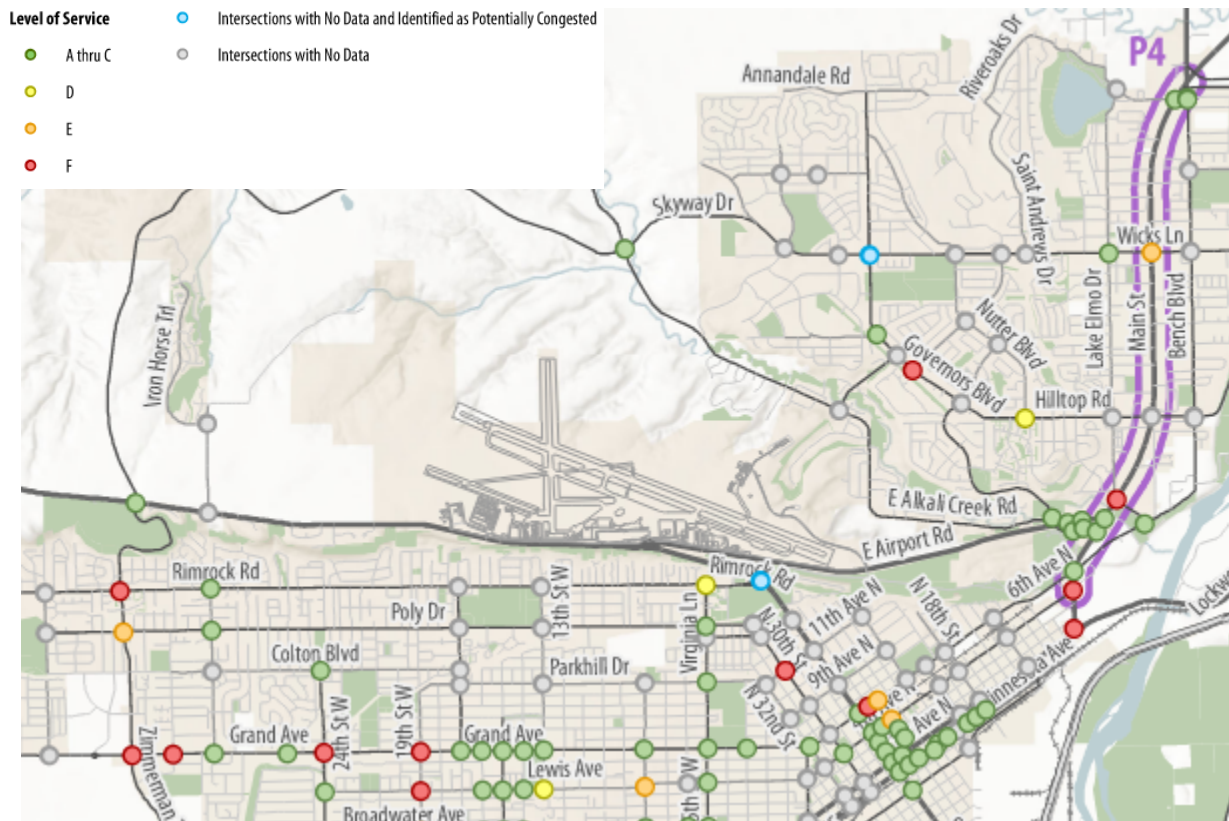 Level of Service
Intersections with No Data and Identified as Potentially Congested
A thru C
Intersections with No Data
D
E
F
P4
Annandale Rd
Riveroaks Dr
Saint Andrews Dr
Skyway Dr
Wicks Ln
Lake Elmo Dr
Main St
Bench Blvd
Iron Horse Trl
Nutter Blvd
Governors Blvd
Hilltop Rd
E Alkali Creek Rd
E Airport Rd
Rimrock Rd
Rimrock Rd
6th Ave N
N 18th St
11th Ave N
13th St W
Poly Dr
Virginia Ln
N 30th St
9th Ave N
Colton Blvd
Parkhill Dr
N 32nd St
Ave N
Ave N
24th St W
19th St W
Grand Ave
Grand Ave
Zimmerman
Lewis Ave
Broadwater Ave